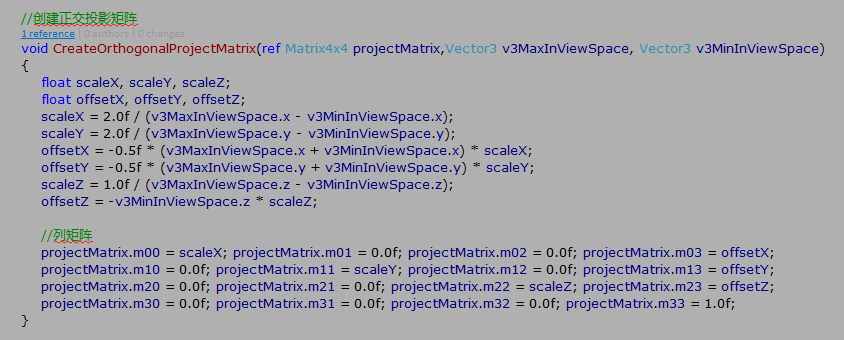 //创建正交投影矩阵
1 reference | 0 authors | 0 changes
void CreateOrthogonalProjectMatrix(ref Matrix4x4 projectMatrix,Vector3 v3MaxInViewSpace, Vector3 v3MinInViewSpace)
{
float scaleX, scaleY, scaleZ;
float offsetX, offsetY, offsetZ;
scaleX = 2.0f / (v3MaxInViewSpace.x - v3MinInViewSpace.x);
scaleY = 2.0f / (v3MaxInViewSpace.y - v3MinInViewSpace.y);
offsetX = -0.5f * (v3MaxInViewSpace.x + v3MinInViewSpace.x) * scaleX;
offsetY = -0.5f * (v3MaxInViewSpace.y + v3MinInViewSpace.y) * scaleY;
scaleZ = 1.0f / (v3MaxInViewSpace.z - v3MinInViewSpace.z);
offsetZ = -v3MinInViewSpace.z * scaleZ;
//列矩阵
projectMatrix.m00 = scaleX; projectMatrix.m01 = 0.0f; projectMatrix.m02 = 0.0f; projectMatrix.m03 = offsetX;
projectMatrix.m10 = 0.0f; projectMatrix.m11 = scaleY; projectMatrix.m12 = 0.0f; projectMatrix.m13 = offsetY;
projectMatrix.m20 = 0.0f; projectMatrix.m21 = 0.0f; projectMatrix.m22 = scaleZ; projectMatrix.m23 = offsetZ;
projectMatrix.m30 = 0.0f; projectMatrix.m31 = 0.0f; projectMatrix.m32 = 0.0f; projectMatrix.m33 = 1.0f;
}